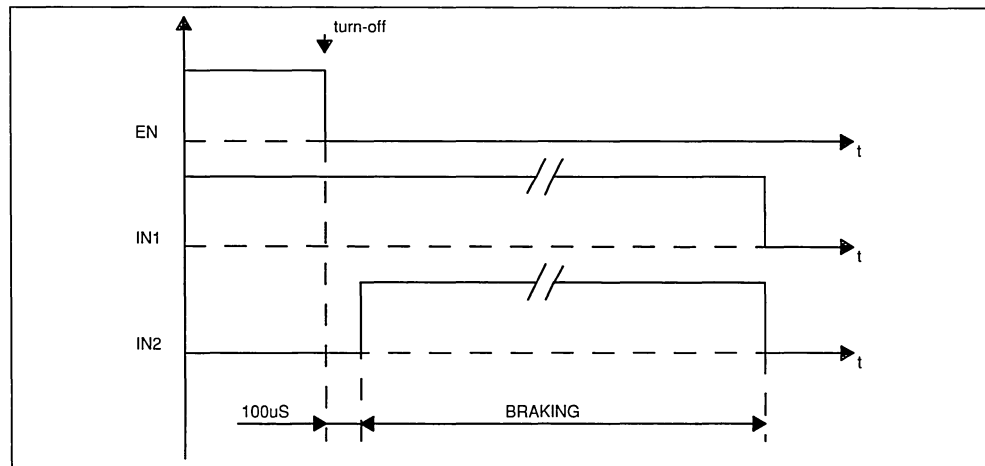 turn-off
EN
t
IN1
t
IN2
t
100uS
BRAKING